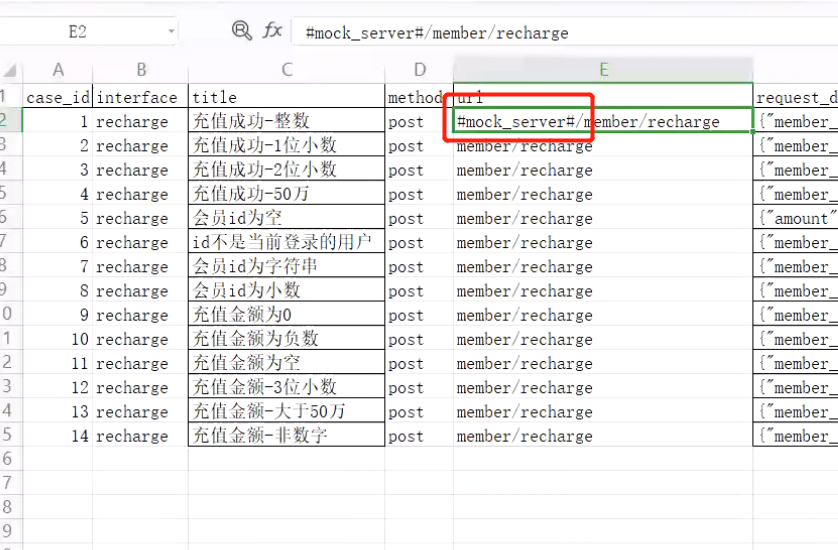 E2 fx #mock_server#/member/recharge
A B C D E
1 case_id interface title method url request_d
2 1 recharge 充值成功-整数 post #mock_server#/member/recharge {"member_
3 2 recharge 充值成功-1位小数 post member/recharge {"member_
4 3 recharge 充值成功-2位小数 post member/recharge {"member_
5 4 recharge 充值成功-50万 post member/recharge {"member_
6 5 recharge 会员id为空 post member/recharge {"amount"
7 6 recharge id不是当前登录的用户 post member/recharge {"member_
8 7 recharge 会员id为字符串 post member/recharge {"member_
9 8 recharge 会员id为小数 post member/recharge {"member_
0 9 recharge 充值金额为0 post member/recharge {"member_
1 10 recharge 充值金额为负数 post member/recharge {"member_
2 11 recharge 充值金额为空 post member/recharge {"member_
3 12 recharge 充值金额-3位小数 post member/recharge {"member_
4 13 recharge 充值金额-大于50万 post member/recharge {"member_
5 14 recharge 充值金额-非数字 post member/recharge {"member_
6
7
8
9